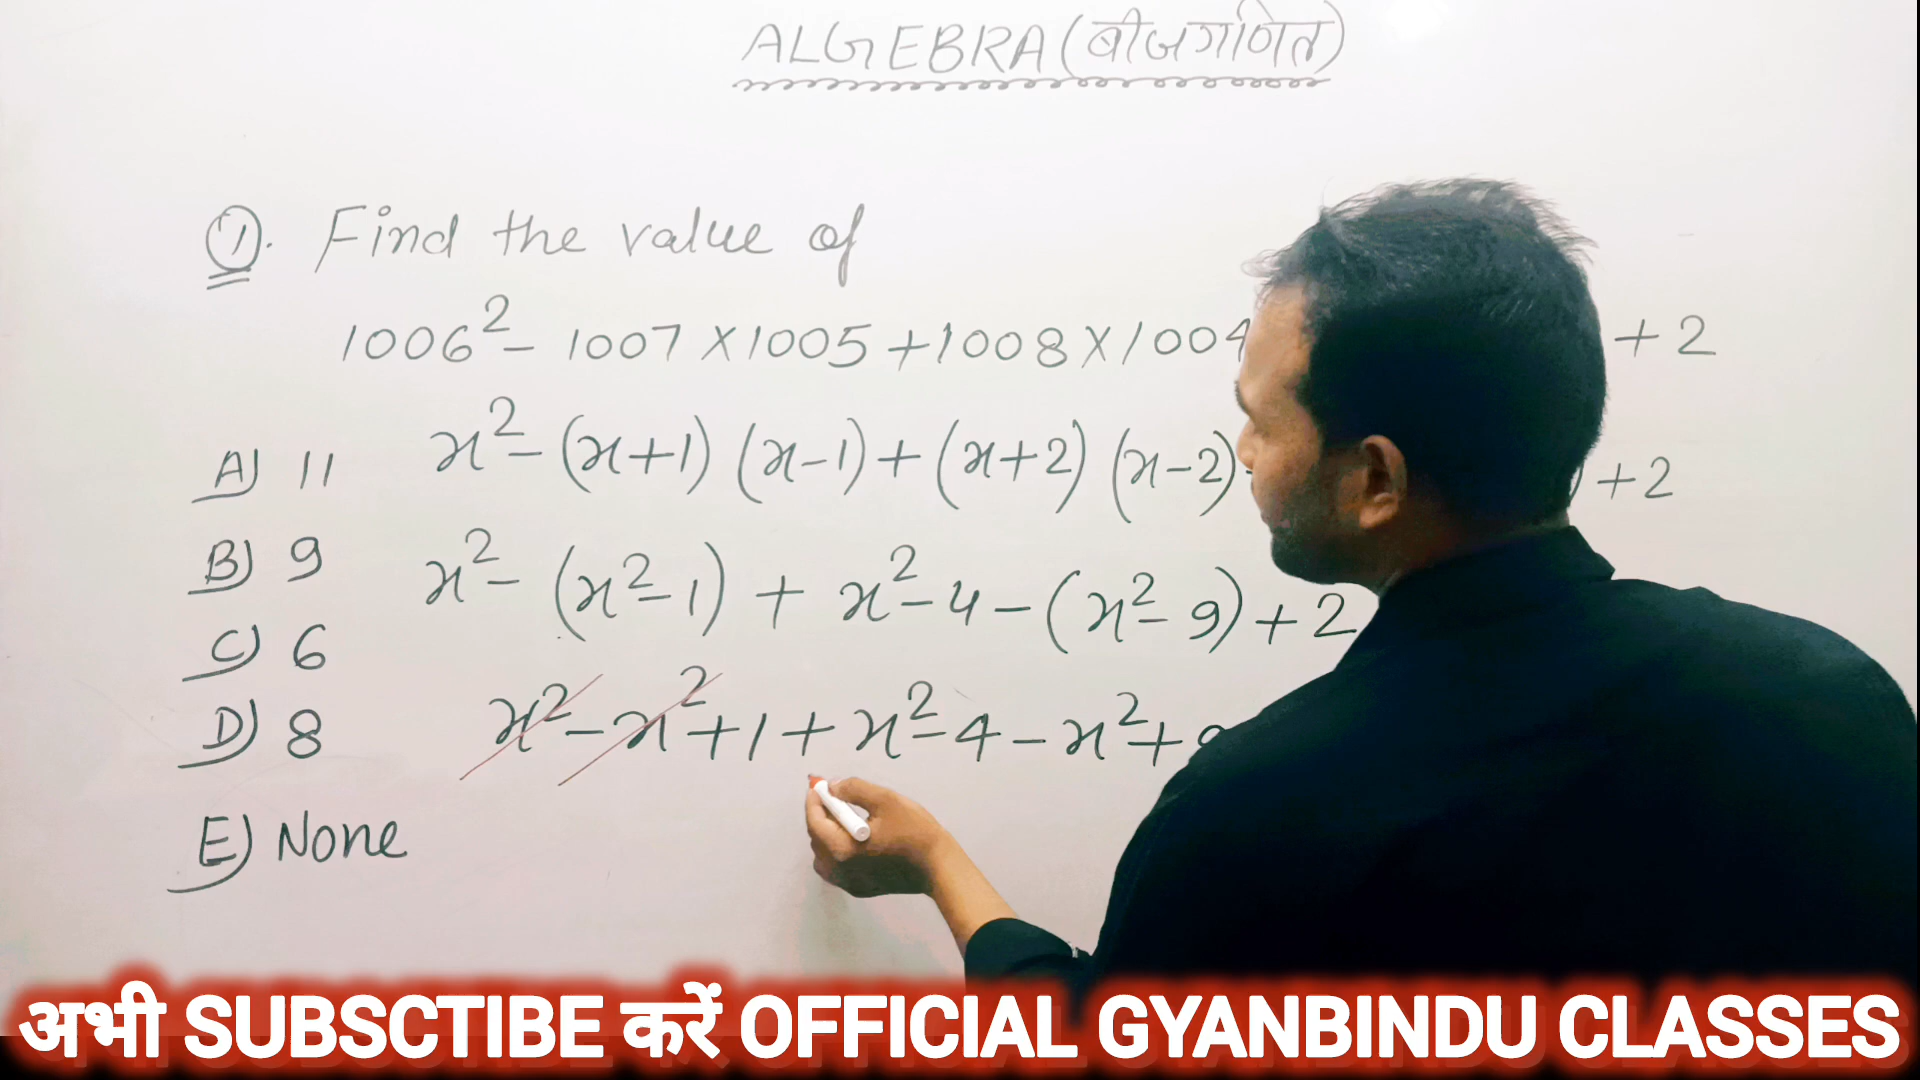 ALGEBRA (बीजगणित)
Q1. Find the value of
1006² - 1007 × 1005 + 1008 × 1004 + 2
x² - (x+1) (x-1) + (x+2) (x-2) +2
A) 11
x² - (x² - 1) + x² - 4 - (x² - 9) + 2
B) 9
C) 6
x² - x² + 1 + x² - 4 - x² +
D) 8
E) None
अभी SUBSCTIBE करें OFFICIAL GYANBINDU CLASSES